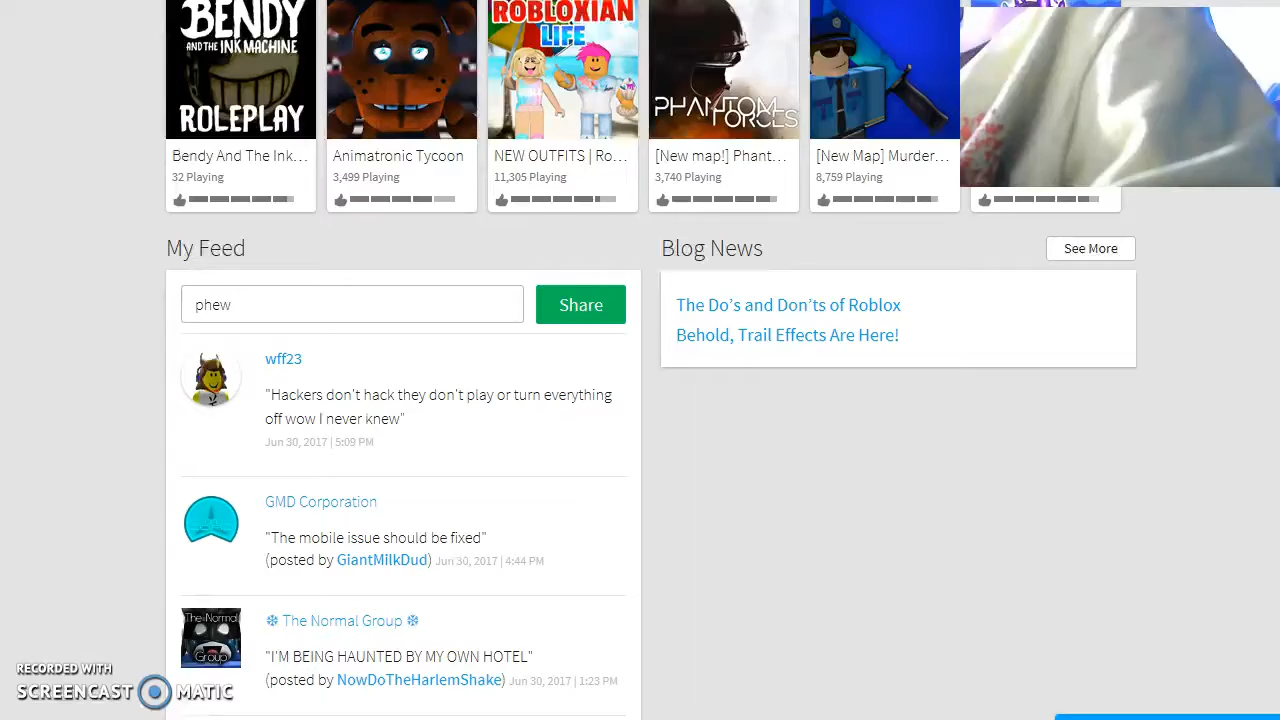 BENDY
AND THE INK MACHINE
ROLEPLAY
ROBLOXIAN
LIFE
PHANTOM
FORCES
Bendy And The Ink...
Animatronic Tycoon
NEW OUTFITS | Ro...
[New map!] Phant...
[New Map] Murder...
32 Playing
3,499 Playing
11,305 Playing
3,740 Playing
8,759 Playing
My Feed
Blog News
See More
phew
Share
The Do's and Don'ts of Roblox
Behold, Trail Effects Are Here!
wff23
"Hackers don't hack they don't play or turn everything
off wow I never knew"
Jun 30, 2017 | 5:09 PM
GMD Corporation
"The mobile issue should be fixed"
(posted by GiantMilkDud) Jun 30, 2017 | 4:44 PM
The Normal
Group
❄ The Normal Group ❄
"I'M BEING HAUNTED BY MY OWN HOTEL"
(posted by NowDoTheHarlemShake) Jun 30, 2017 | 1:23 PM
RECORDED WITH
SCREENCAST MATIC